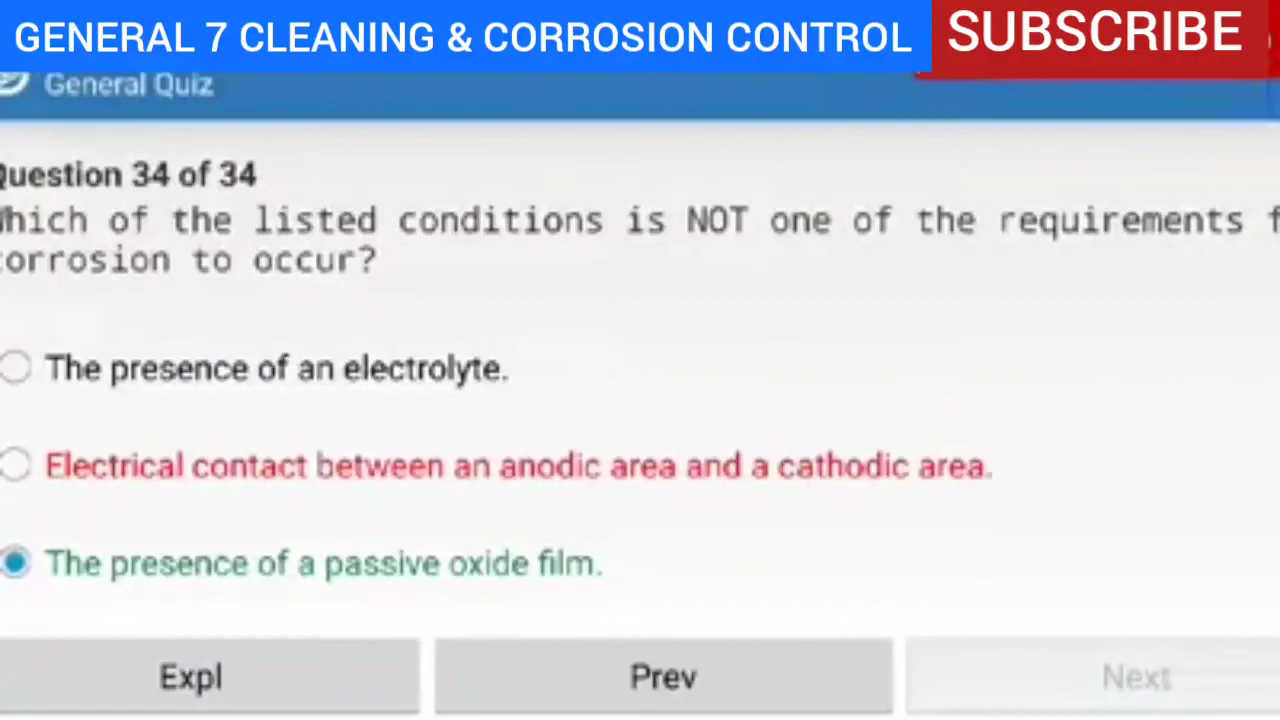 GENERAL 7 CLEANING & CORROSION CONTROL
SUBSCRIBE
General Quiz
Question 34 of 34
Which of the listed conditions is NOT one of the requirements f
corrosion to occur?
The presence of an electrolyte.
Electrical contact between an anodic area and a cathodic area.
The presence of a passive oxide film.
Expl
Prev
Next